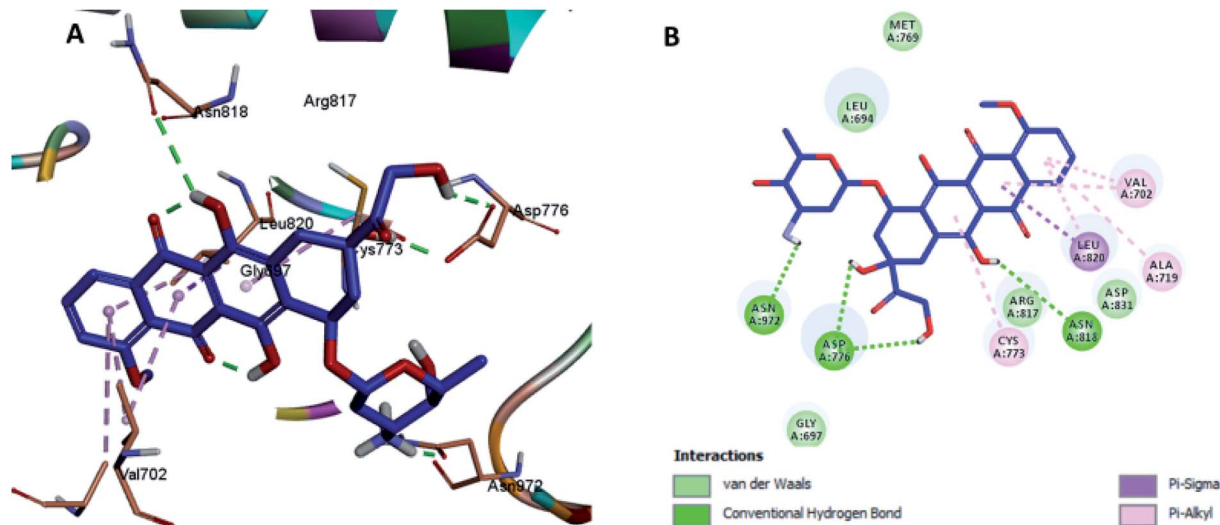 A
Asn818
Arg817
Leu820
Asp776
ys773
Gly697
Val702
Asn972
B
MET
A:769
LEU
A:694
VAL
A:702
LEU
A:820
ALA
A:719
ASN
A:972
ARG
A:817
ASP
A:831
ASP
A:776
CYS
A:773
ASN
A:818
GLY
A:697
Interactions
van der Waals
Conventional Hydrogen Bond
Pi-Sigma
Pi-Alkyl